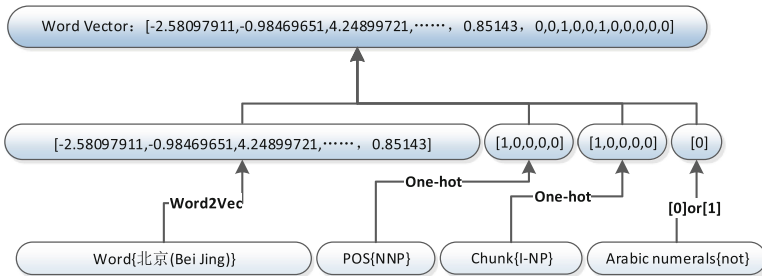 Word Vector：[-2.58097911,-0.98469651,4.24899721,……，0.85143，0,0,1,0,0,1,0,0,0,0,0]
[-2.58097911,-0.98469651,4.24899721,……，0.85143]
[1,0,0,0,0]
[1,0,0,0,0]
[0]
One-hot
Word2Vec
One-hot
[0]or[1]
Word{北京(Bei Jing)}
POS{NNP}
Chunk{I-NP}
Arabic numerals{not}